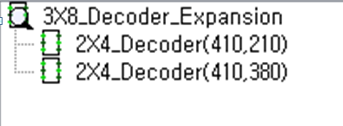 3X8_Decoder_Expansion
2X4_Decoder(410,210)
2X4_Decoder(410,380)